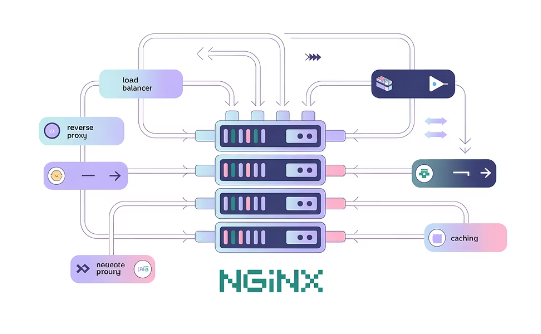 load
balancer
reverse
proxy
caching
NGiNX